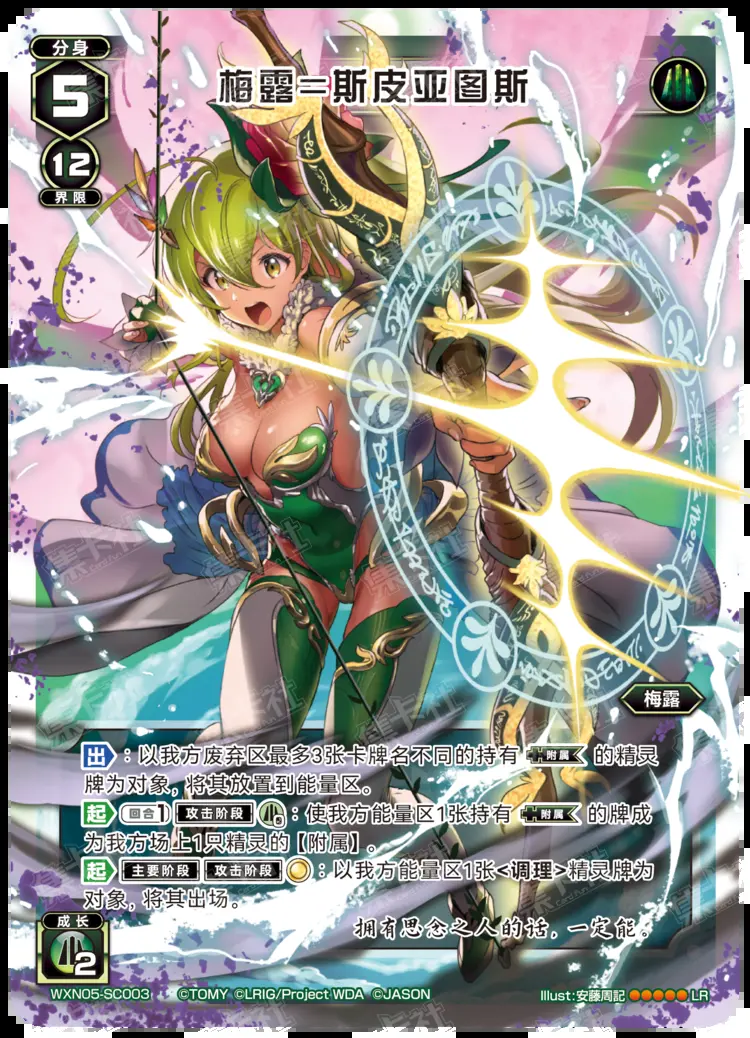 分身
5
梅露=斯皮亚图斯
12
界限
梅露
出：以我方废弃区最多3张卡牌名不同的持有 附属 的精灵
牌为对象，将其放置到能量区。
起 回合1 攻击阶段 0：使我方能量区1张持有 附属 的牌成
为我方场上1只精灵的【附属】。
起 主要阶段 攻击阶段：以我方能量区1张<调理>精灵牌为
对象，将其出场。
拥有思念之人的话，一定能。
成长
2
WXN05-SC003 ©TOMY ©LRIG/Project WDA ©JASON Illust:安藤周記 LR
集卡社